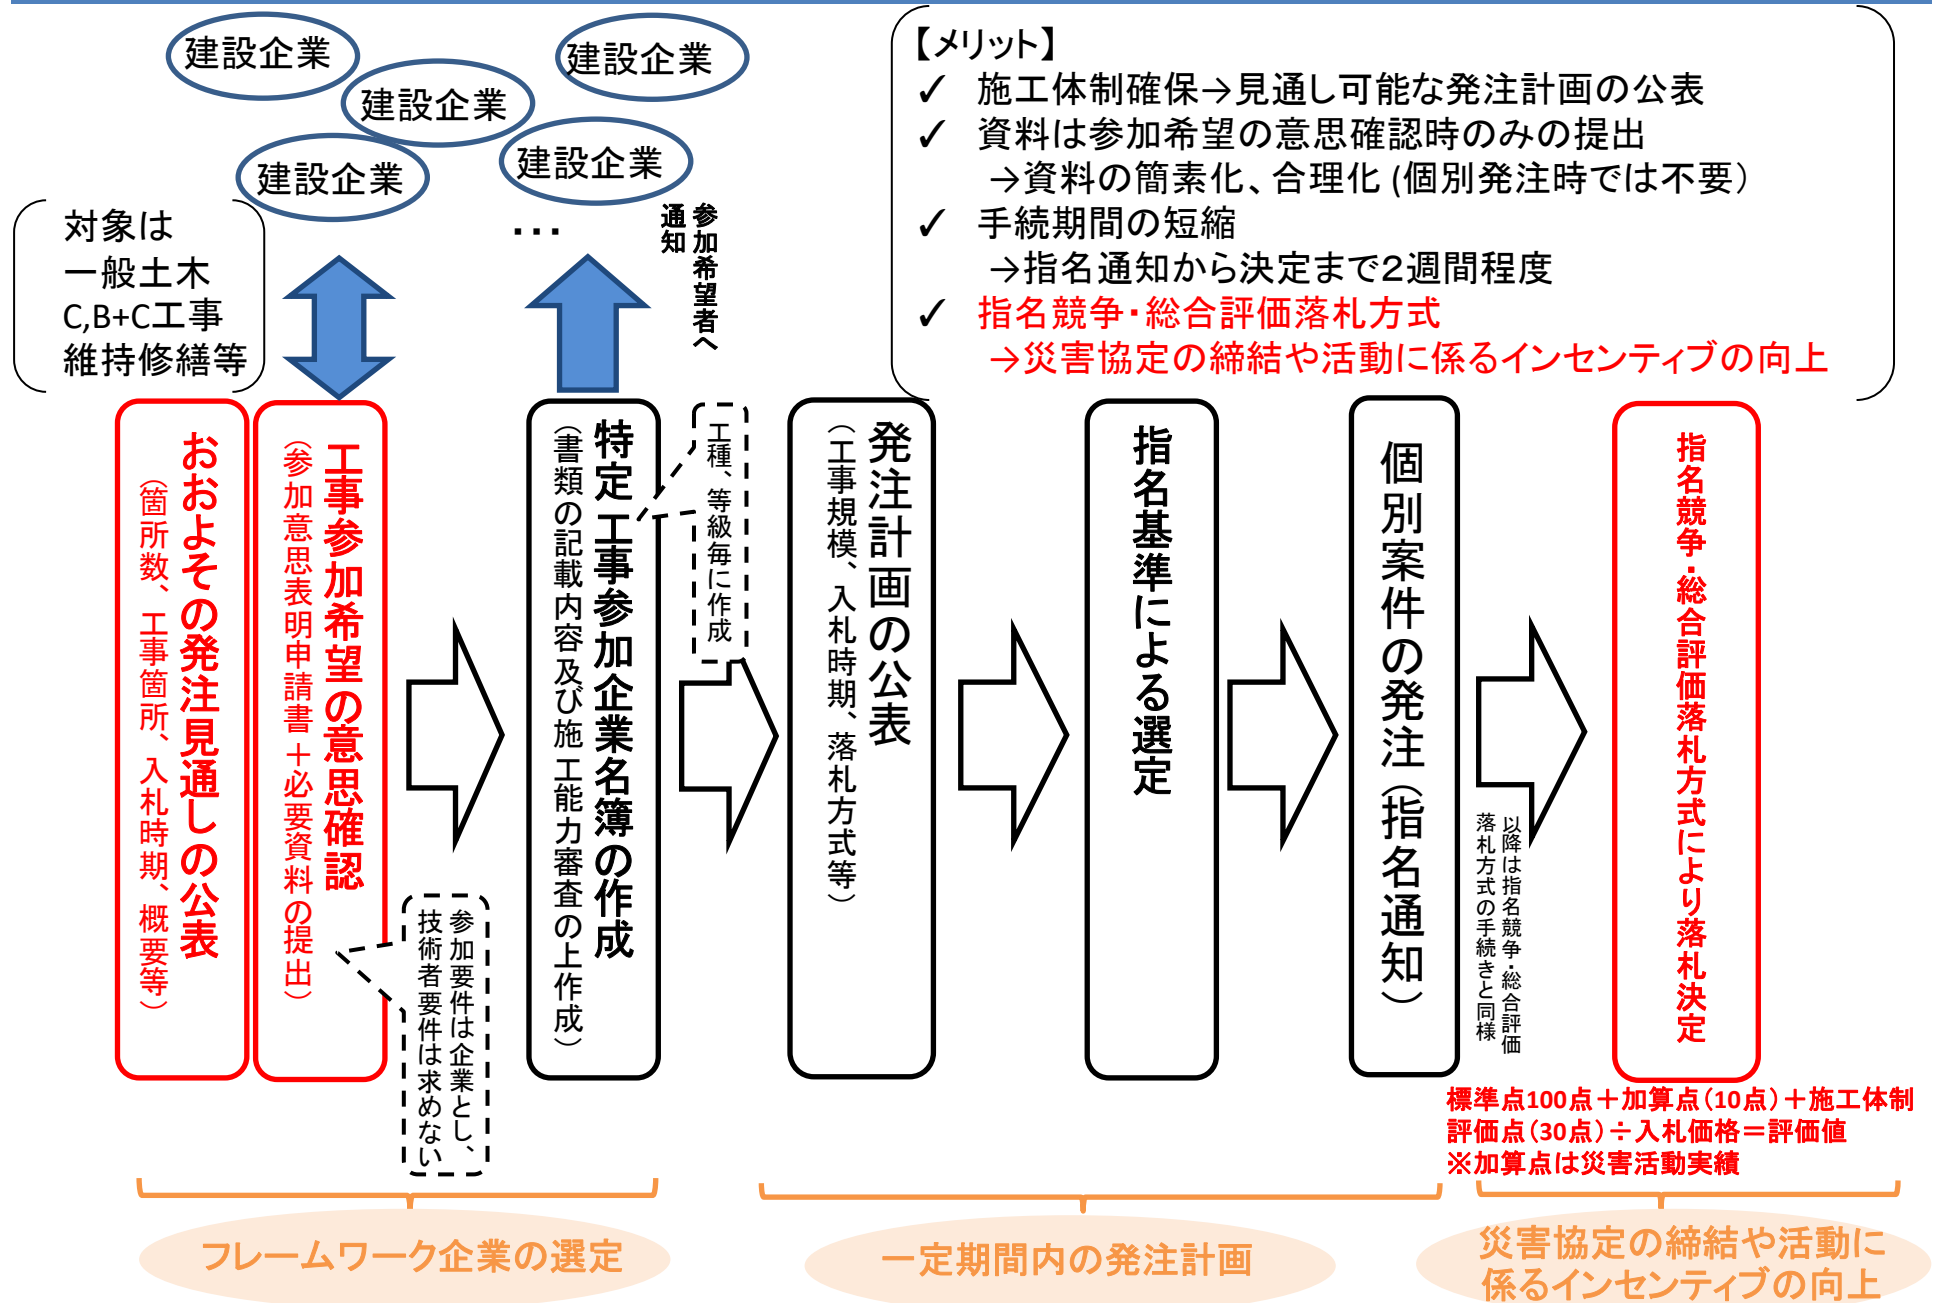 建設企業
建設企業
建設企業
建設企業
建設企業
・・・
【メリット】
✓ 施工体制確保→見通し可能な発注計画の公表
✓ 資料は参加希望の意思確認時のみの提出
→資料の簡素化、合理化 (個別発注時では不要）
✓ 手続期間の短縮
→指名通知から決定まで２週間程度
✓ 指名競争・総合評価落札方式
→災害協定の締結や活動に係るインセンティブの向上
対象は
一般土木
C,B+C工事
維持修繕等
参加希望者へ
通知
おおよその発注見通しの公表
（箇所数、工事箇所、入札時期、概要等）
工事参加希望の意思確認
（参加意思表明申請書＋必要資料の提出）
参加要件は企業とし、
技術者要件は求めない
特定工事参加企業名簿の作成
（書類の記載内容及び施工能力審査の上作成）
工種、等級毎に作成
発注計画の公表
（工事規模、入札時期、落札方式等）
指名基準による選定
個別案件の発注（指名通知）
以降は指名競争・総合評価
落札方式の手続きと同様
指名競争・総合評価落札方式により落札決定
標準点100点＋加算点（10点）＋施工体制
評価点（30点）÷入札価格＝評価値
※加算点は災害活動実績
フレームワーク企業の選定
一定期間内の発注計画
災害協定の締結や活動に
係るインセンティブの向上